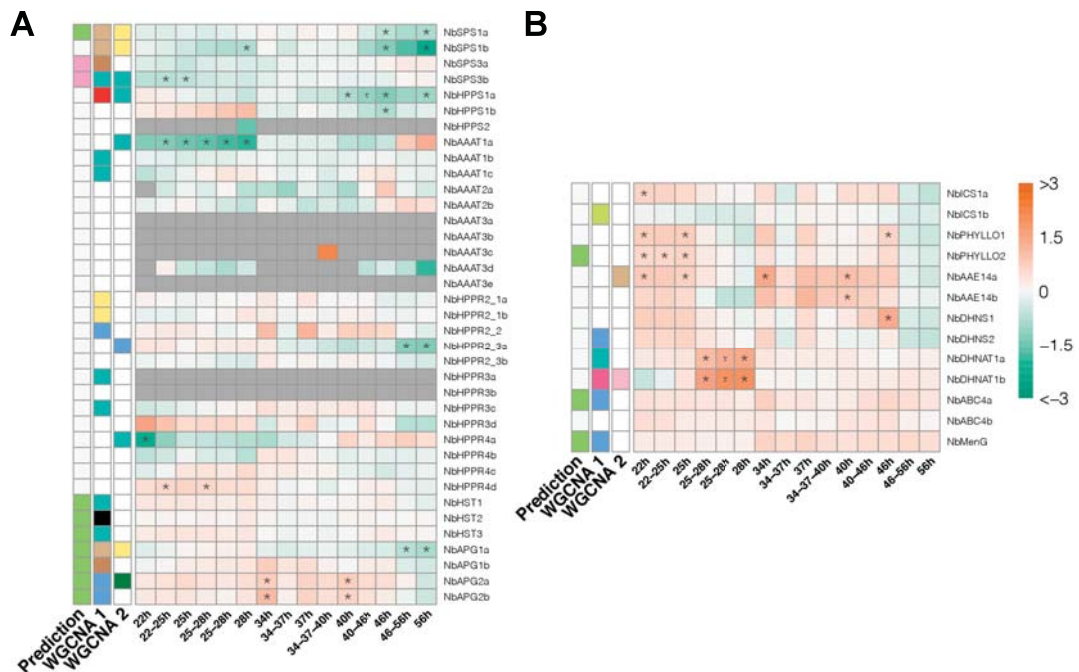 A
B
NbSPS1a
NbSPS1b
NbSPS3a
NbSPS3b
NbHPPS1a
NbHPPS1b
NbHPPS2
NbAAAT1a
NbAAAT1b
NbAAAT1c
NbAAAT2a
NbAAAT2b
NbAAAT3a
NbAAAT3b
NbAAAT3c
NbAAAT3d
NbAAAT3e
NbHPPR2_1a
NbHPPR2_1b
NbHPPR2_2
NbHPPR2_3a
NbHPPR2_3b
NbHPPR3a
NbHPPR3b
NbHPPR3c
NbHPPR3d
NbHPPR4a
NbHPPR4b
NbHPPR4c
NbHPPR4d
NbHST1
NbHST2
NbHST3
NbAPG1a
NbAPG1b
NbAPG2a
NbAPG2b
Prediction
WGCNA 1
WGCNA 2
22h
22–25h
25h
25–28h
25–28h
28h
34h
34–37h
37h
34–37–40h
40h
40–46h
46h
46–56h
56h
NbICS1a
NbICS1b
NbPHYLLO1
NbPHYLLO2
NbAAE14a
NbAAE14b
NbDHNS1
NbDHNS2
NbDHNAT1a
NbDHNAT1b
NbABC4a
NbABC4b
NbMenG
Prediction
WGCNA 1
WGCNA 2
22h
22–25h
25h
25–28h
25–28h
28h
34h
34–37h
37h
34–37–40h
40h
40–46h
46h
46–56h
56h
>3
1.5
0
−1.5
<−3